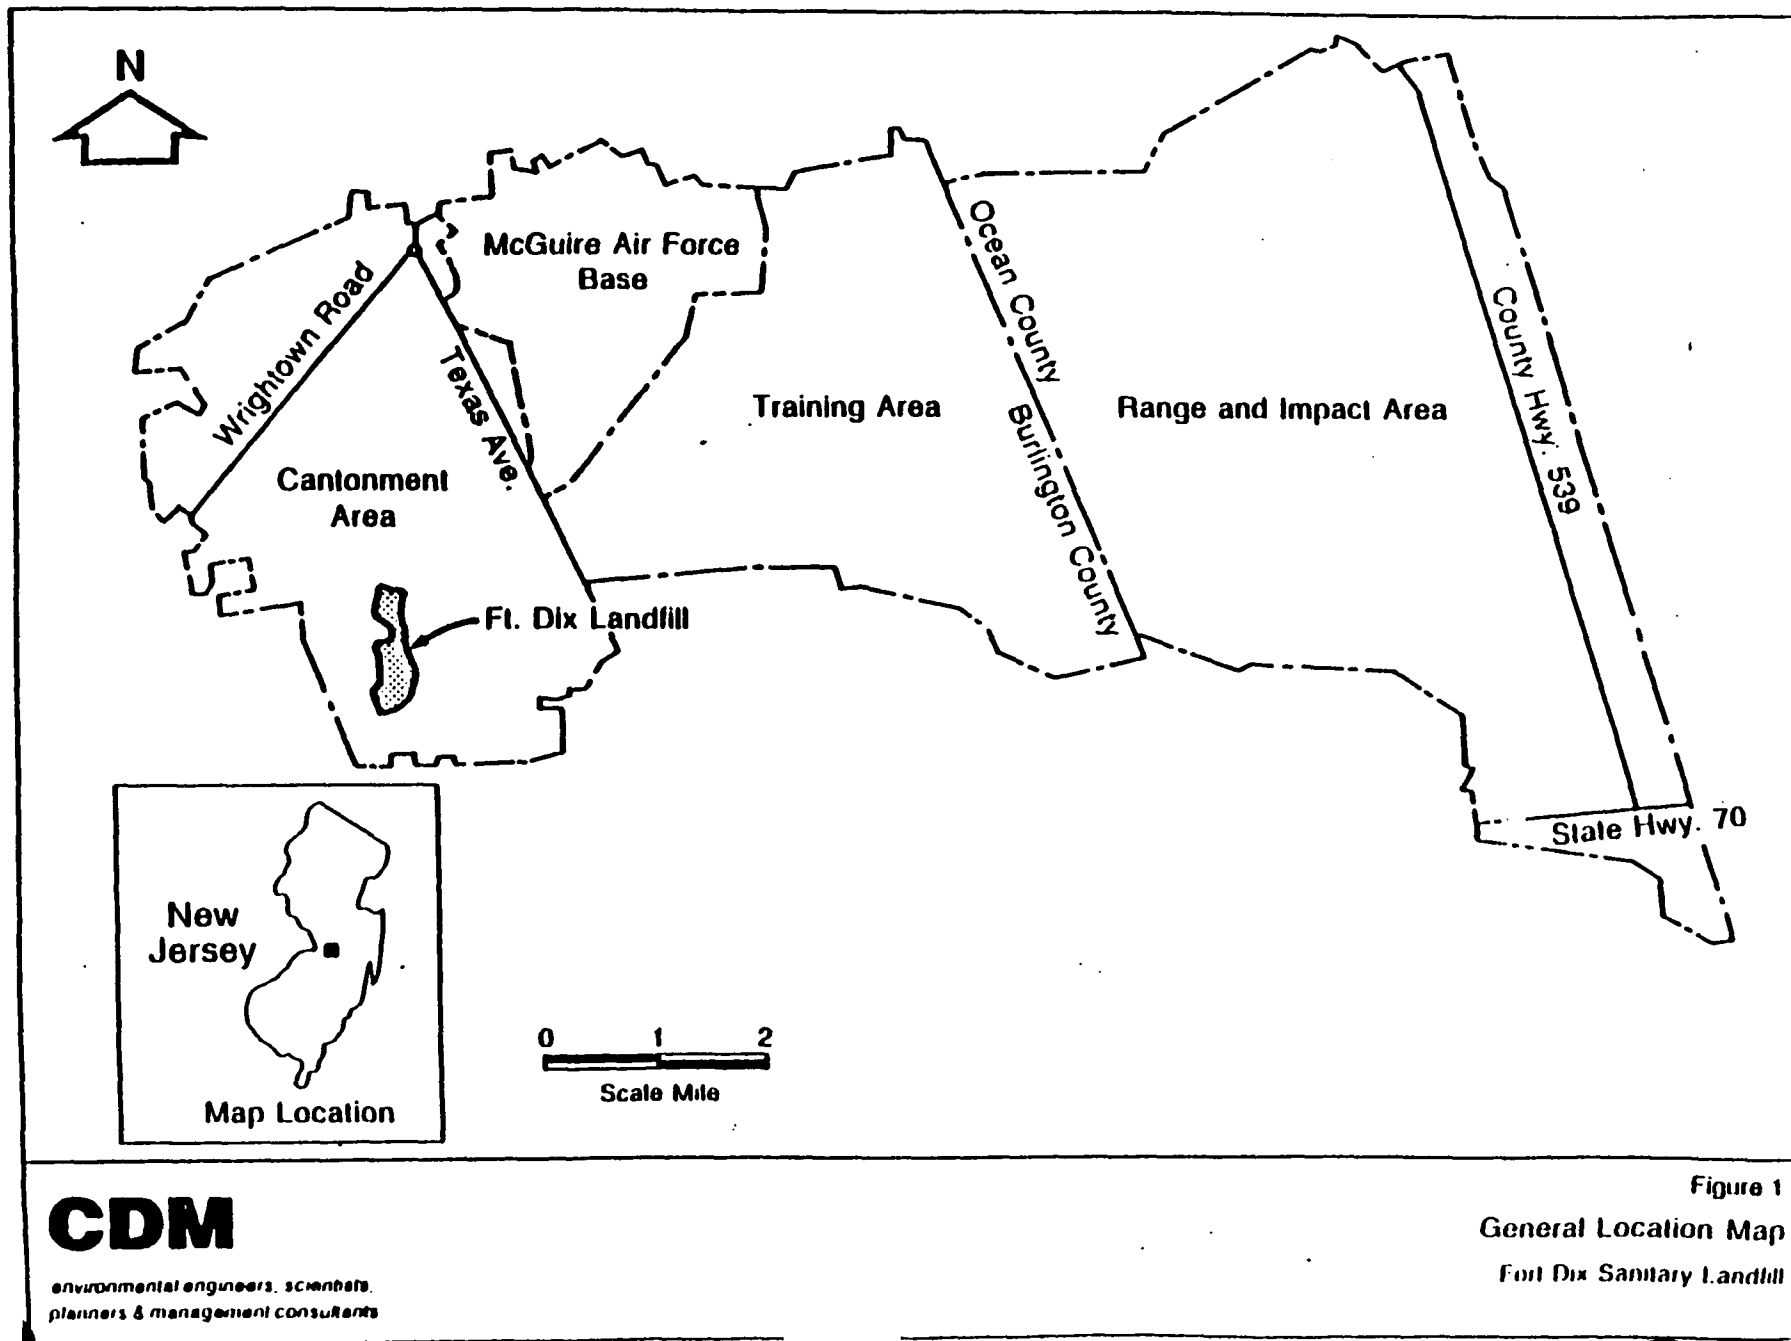 N
McGuire Air Force
Base
Wrightown Road
Texas Ave.
Ocean County
Burlington County
County Hwy. 539
Training Area
Range and Impact Area
Cantonment
Area
Ft. Dix Landfill
State Hwy. 70
New
Jersey
Map Location
0 1 2
Scale Mile
CDM
environmental engineers, scientists,
planners & management consultants
Figure 1
General Location Map
Fort Dix Sanitary Landfill